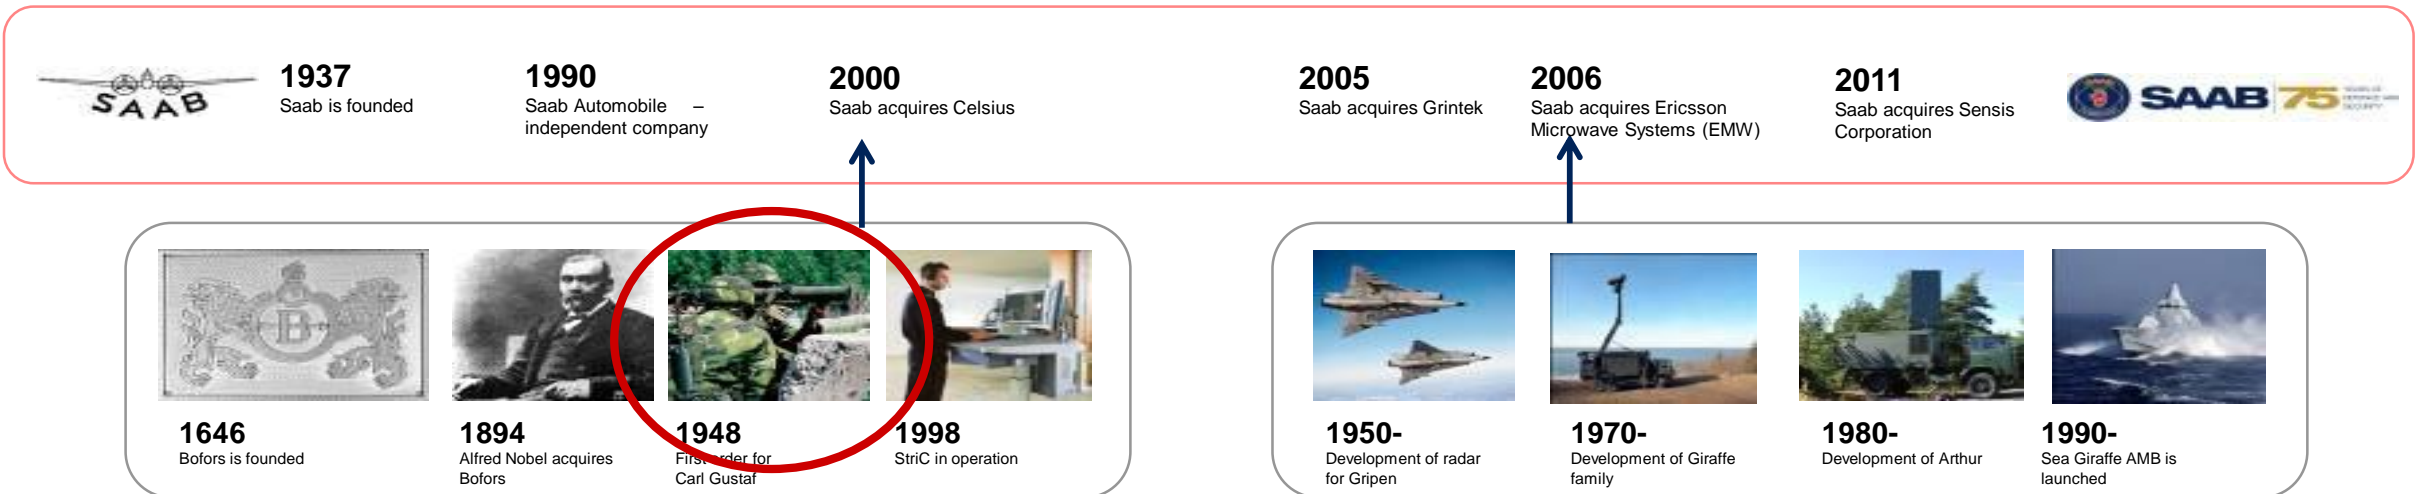 SAAB
1937
Saab is founded
1990
Saab Automobile –
independent company
2000
Saab acquires Celsius
2005
Saab acquires Grintek
2006
Saab acquires Ericsson
Microwave Systems (EMW)
2011
Saab acquires Sensis
Corporation
SAAB 75
B
1646
Bofors is founded
1894
Alfred Nobel acquires
Bofors
1948
First order for
Carl Gustaf
1998
StriC in operation
1950-
Development of radar
for Gripen
1970-
Development of Giraffe
family
1980-
Development of Arthur
1990-
Sea Giraffe AMB is
launched